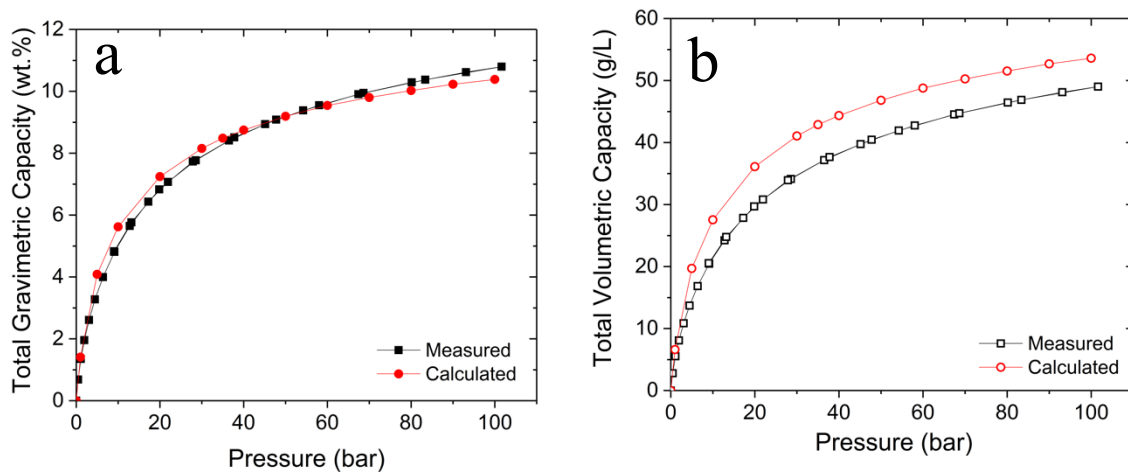 a
Total Gravimetric Capacity (wt.%)
12
10
8
6
4
2
0
0 20 40 60 80 100
Pressure (bar)
Measured
Calculated
b
Total Volumetric Capacity (g/L)
60
50
40
30
20
10
0
0 20 40 60 80 100
Pressure (bar)
Measured
Calculated